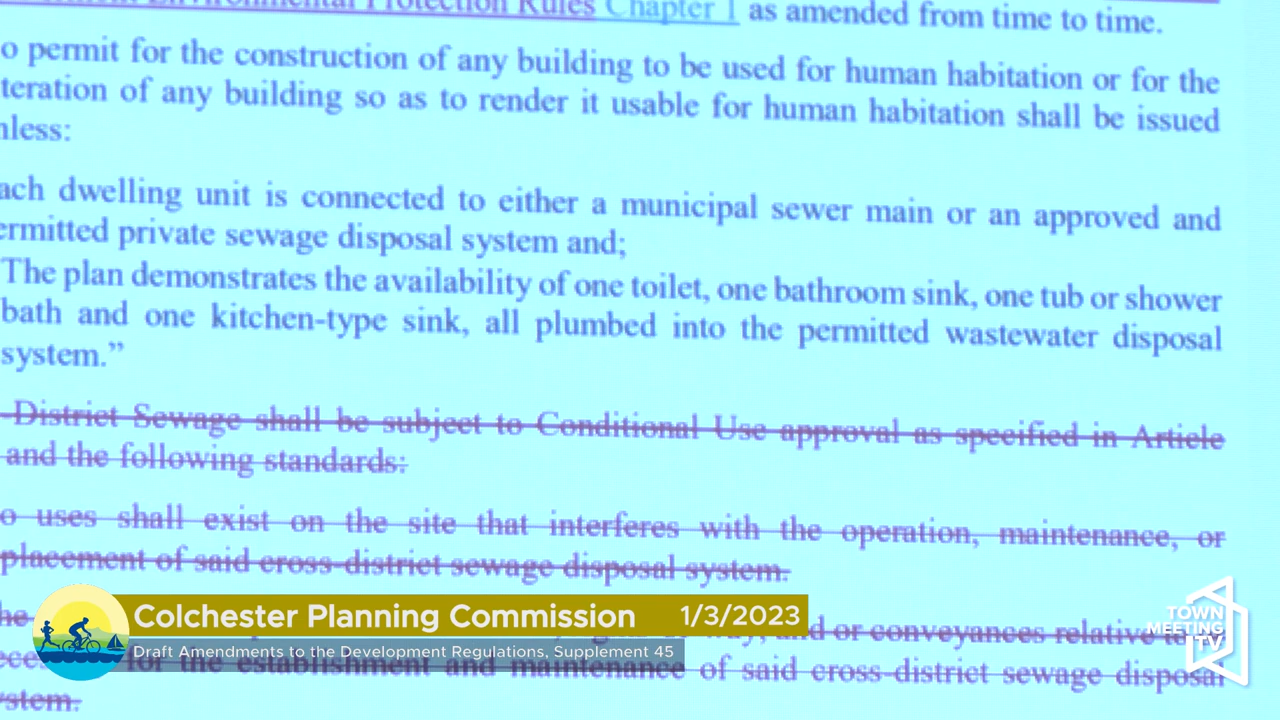 Environmental Protection Rules Chapter 1 as amended from time to time.
o permit for the construction of any building to be used for human habitation or for the
teration of any building so as to render it usable for human habitation shall be issued
nless:
ach dwelling unit is connected to either a municipal sewer main or an approved and
ermitted private sewage disposal system and;
The plan demonstrates the availability of one toilet, one bathroom sink, one tub or shower
bath and one kitchen-type sink, all plumbed into the permitted wastewater disposal
system.”
District Sewage shall be subject to Conditional Use approval as specified in Article
and the following standards:
o uses shall exist on the site that interferes with the operation, maintenance, or
placement of said cross-district sewage disposal system.
Colchester Planning Commission 1/3/2023
or conveyances relative
Draft Amendments to the Development Regulations, Supplement 45
for the establishment and maintenance of said cross-district sewage disposal
stem.
TOWN
MEETING
TV